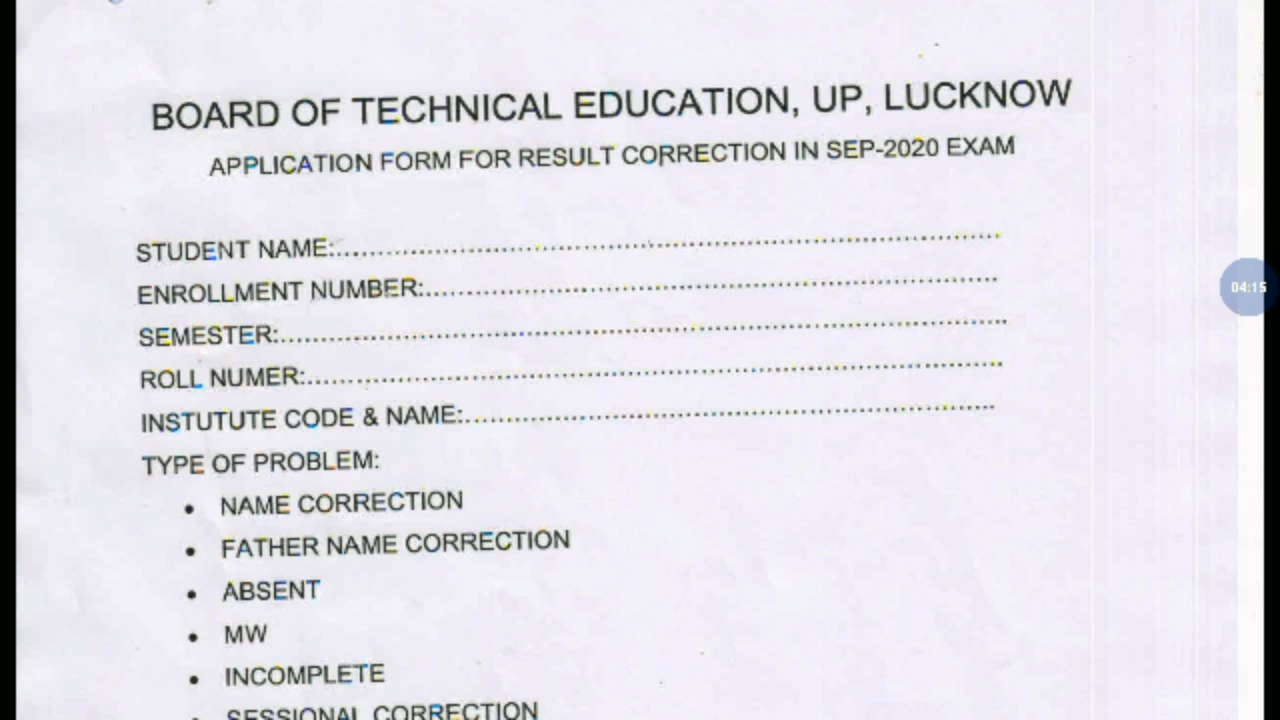 BOARD OF TECHNICAL EDUCATION, UP, LUCKNOW
APPLICATION FORM FOR RESULT CORRECTION IN SEP-2020 EXAM
STUDENT NAME:................................................................
ENROLLMENT NUMBER:................................................................
SEMESTER:................................................................
ROLL NUMER:................................................................
INSTUTUTE CODE & NAME:................................................................
TYPE OF PROBLEM:
• NAME CORRECTION
• FATHER NAME CORRECTION
• ABSENT
• MW
• INCOMPLETE
• SESSIONAL CORRECTION
04:15